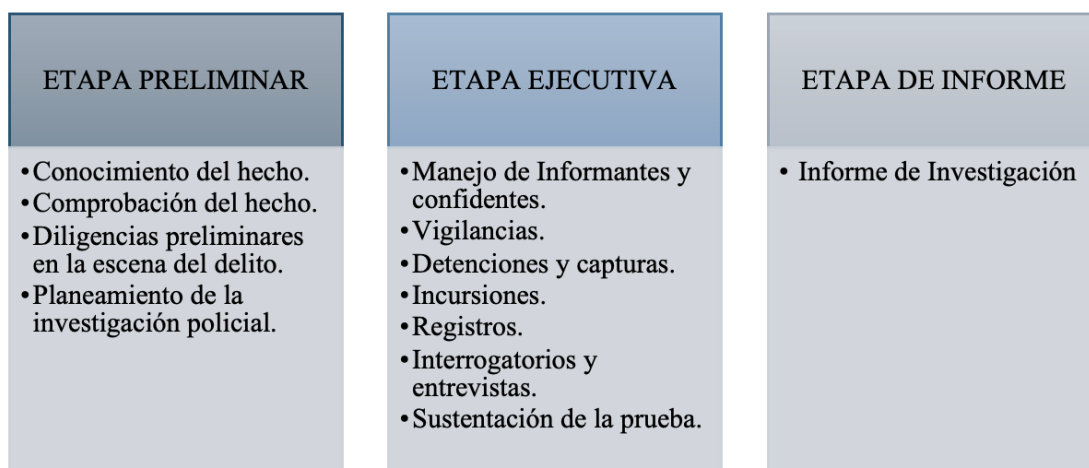 ETAPA PRELIMINAR
•Conocimiento del hecho.
•Comprobación del hecho.
•Diligencias preliminares
en la escena del delito.
•Planeamiento de la
investigación policial.
ETAPA EJECUTIVA
•Manejo de Informantes y
confidentes.
•Vigilancias.
•Detenciones y capturas.
•Incursiones.
•Registros.
•Interrogatorios y
entrevistas.
•Sustentación de la prueba.
ETAPA DE INFORME
• Informe de Investigación